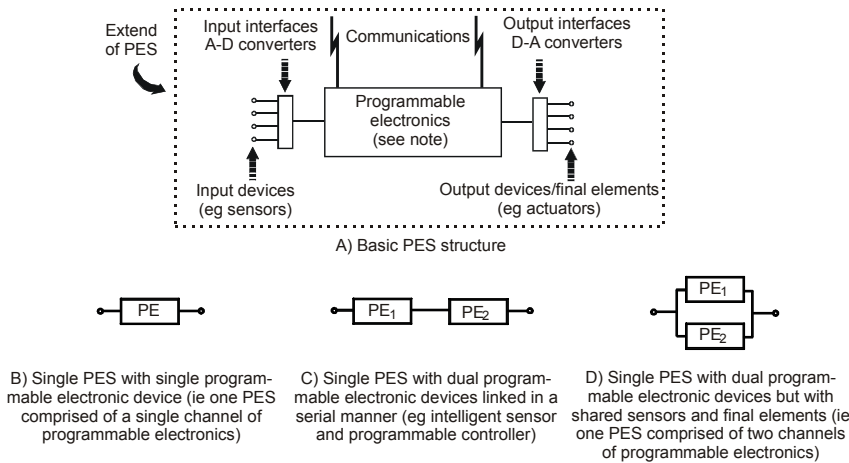 Extend
of PES
Input interfaces
A-D converters
Communications
Output interfaces
D-A converters
Programmable
electronics
(see note)
Input devices
(eg sensors)
Output devices/final elements
(eg actuators)
A) Basic PES structure
PE
PE1
PE2
PE1
PE2
B) Single PES with single program-
mable electronic device (ie one PES
comprised of a single channel of
programmable electronics)
C) Single PES with dual program-
mable electronic devices linked in a
serial manner (eg intelligent sensor
and programmable controller)
D) Single PES with dual program-
mable electronic devices but with
shared sensors and final elements (ie
one PES comprised of two channels
of programmable electronics)